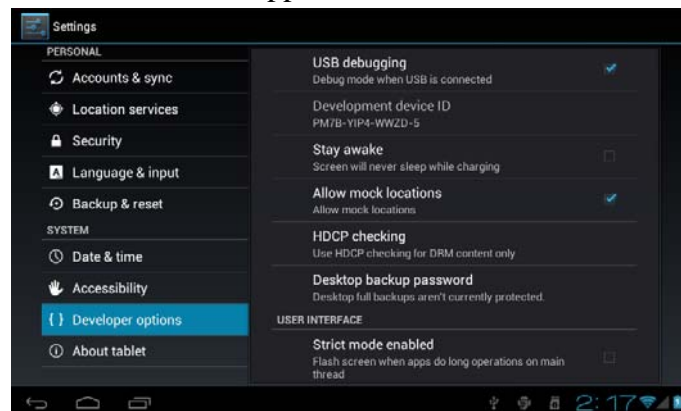 Settings
PERSONAL
Accounts & sync
Location services
Security
A Language & input
Backup & reset
SYSTEM
Date & time
Accessibility
{ } Developer options
About tablet
USB debugging
Debug mode when USB is connected
Development device ID
PM7B-YIP4-WWZD-5
Stay awake
Screen will never sleep while charging
Allow mock locations
Allow mock locations
HDCP checking
Use HDCP checking for DRM content only
Desktop backup password
Desktop full backups aren't currently protected.
USER INTERFACE
Strict mode enabled
Flash screen when apps do long operations on main
thread
2:17